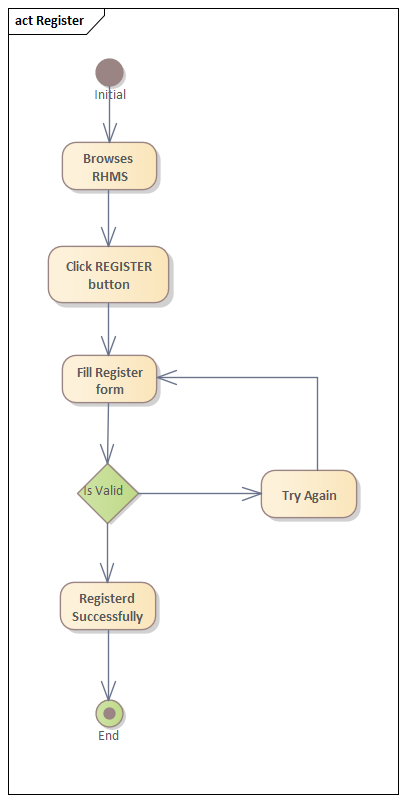 act Register
Initial
Browses
RHMS
Click REGISTER
button
Fill Register
form
Is Valid
Try Again
Registerd
Successfully
End